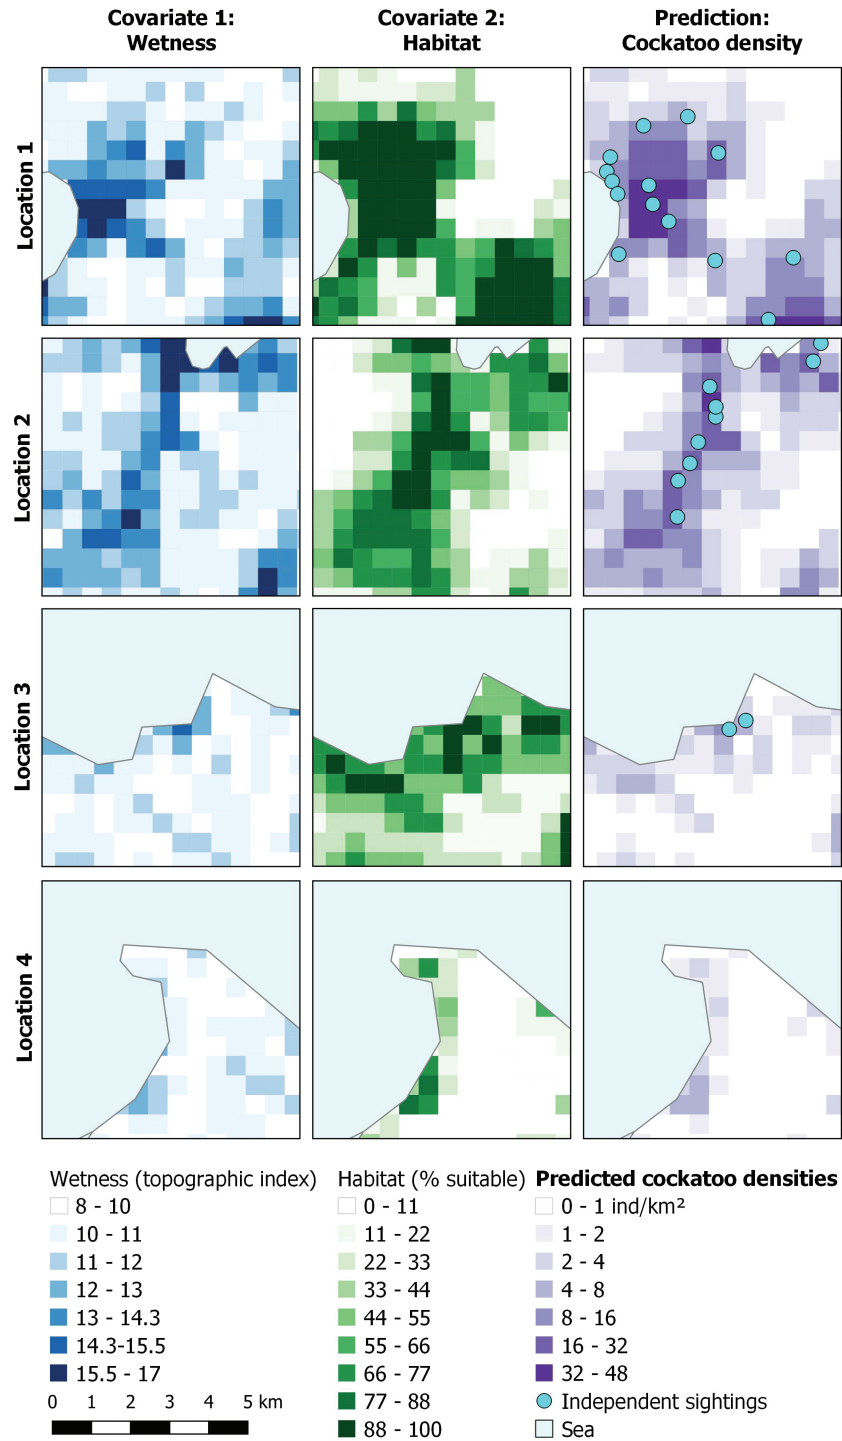 Covariate 1:
Wetness
Covariate 2:
Habitat
Prediction:
Cockatoo density
Location 1
Location 2
Location 3
Location 4
Wetness (topographic index)
8 - 10
10 - 11
11 - 12
12 - 13
13 - 14.3
14.3-15.5
15.5 - 17
0 1 2 3 4 5 km
Habitat (% suitable)
0 - 11
11 - 22
22 - 33
33 - 44
44 - 55
55 - 66
66 - 77
77 - 88
88 - 100
Predicted cockatoo densities
0 - 1 ind/km²
1 - 2
2 - 4
4 - 8
8 - 16
16 - 32
32 - 48
Independent sightings
Sea